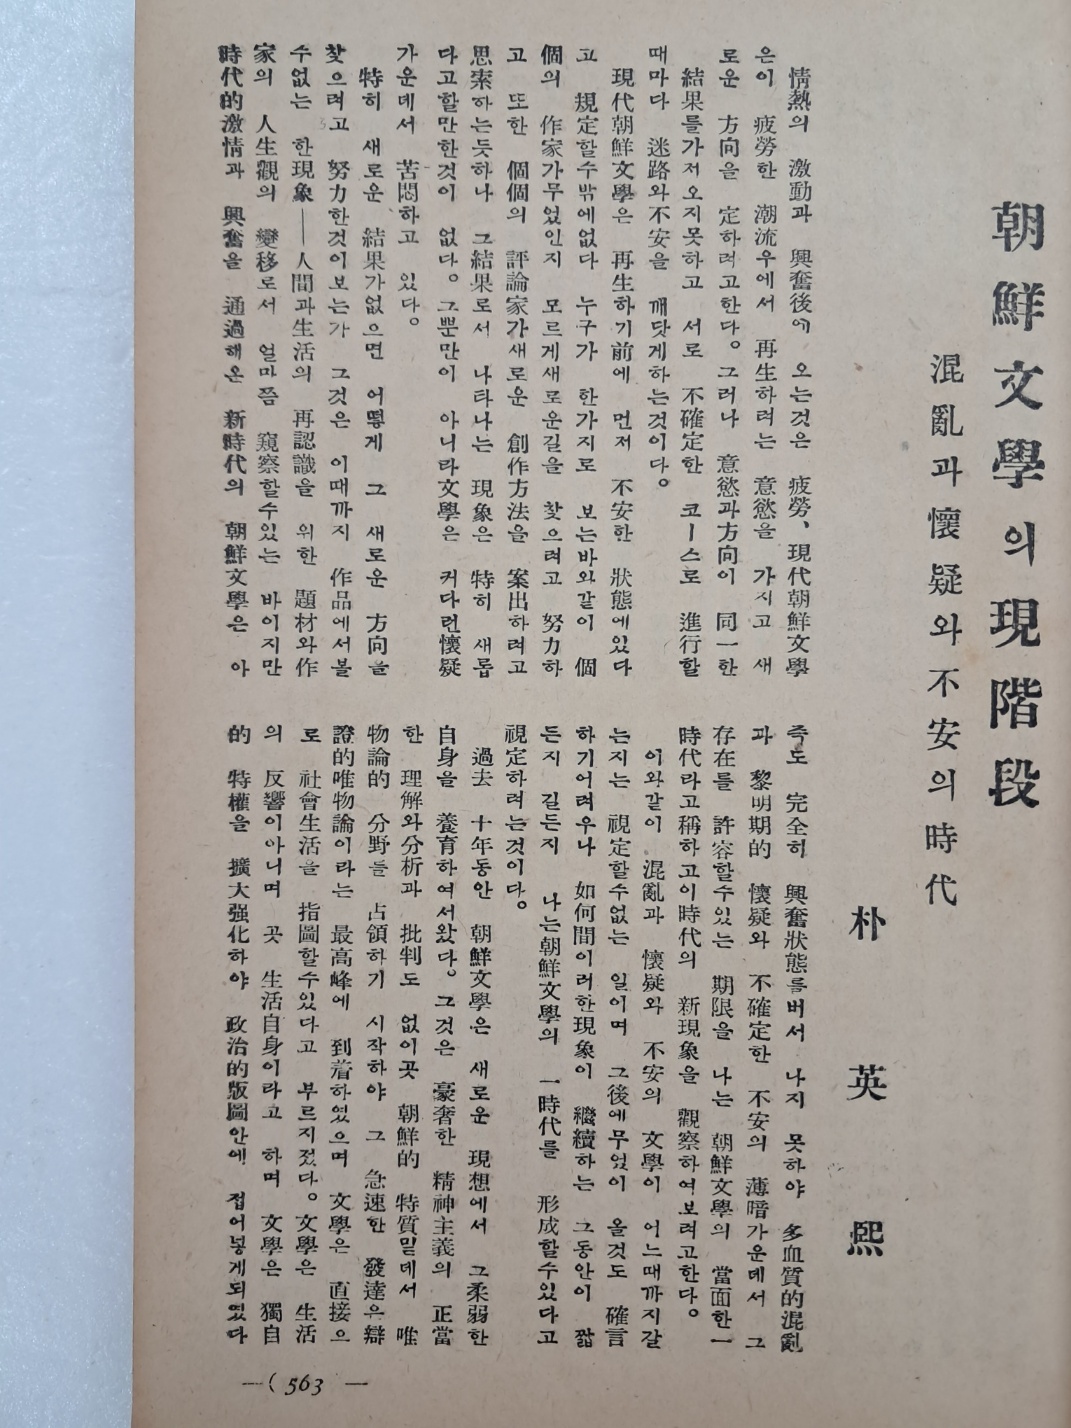 朝鮮文學의現階段
混亂과懷疑와不安의時代
朴英熙
情熱의 激動과 興奮後에 오는것은 疲勞、現代朝鮮文學
은이 疲勞한 潮流우에서 再生하려는 意慾을 가지고 새
로운 方向을 定하려고한다。그러나 意慾과方向이 同一한
結果를가저오지못하고 서로 不確定한 코ー스로 進行할
때마다 迷路와不安을 깨닷게하는것이다。
現代朝鮮文學은 再生하기前에 먼저 不安한 狀態에있다
고 規定할수밖에없다 누구가 한가지로 보는바와같이 個
個의 作家가무었인지 모르게새로운길을 찾으려고 努力하
고 또한 個個의 評論家가새로운 創作方法을 案出하려고
思索하는듯하나 그結果로서 나타나는 現象은 特히 새롭
다고할만한것이 없다。그뿐만이 아니라文學은 커다런懷疑
가운데서 苦悶하고 있다。
特히 새로운 結果가없으면 어떻게 그 새로운 方向을
찾으려고 努力한것이보는가 그것은 이때까지 作品에서볼
수없는 한現象——人間과生活의 再認識을 위한 題材와作
家의 人生觀의 變移로서 얼마쯤 窺察할수있는 바이지만
時代的激情과 興奮을 通過해온 新時代의 朝鮮文學은 아
즉도 完全히 興奮狀態를버서 나지 못하야 多血質的混亂
과 黎明期的 懷疑와 不確定한 不安의 薄暗가운데서 그
存在를 許容할수있는 期限을 나는 朝鮮文學의 當面한一
時代라고稱하고이時代의 新現象을 觀察하여보려고한다。
이와같이 混亂과 懷疑와 不安의 文學이 어느때까지갈
는지는 視定할수없는 일이며 그後에무엇이 올것도 確言
하기어려우나 如何間이러한現象이 繼續하는 그동안이 짧
든지 길든지 나는朝鮮文學의 一時代를 形成할수있다고
視定하려는것이다。
過去 十年동안 朝鮮文學은 새로운 現想에서 그柔弱한
自身을 養育하여서왔다。그것은 豪奢한 精神主義의 正當
한 理解와分析과 批判도 없이곳 朝鮮的 特質밑데서 唯
物論的 分野를 占領하기 시작하야 그 急速한 發達은辯
證的唯物論이라는 最高峰에 到着하였으며 文學은 直接으
로 社會生活을 指圖할수있다고 부르지젔다。文學은 生活
의 反響이아니며 곳 生活自身이라고 하며 文學은 獨自
的 特權을 擴大强化하야 政治的版圖안에 접어넣게되였다
—( 563 —